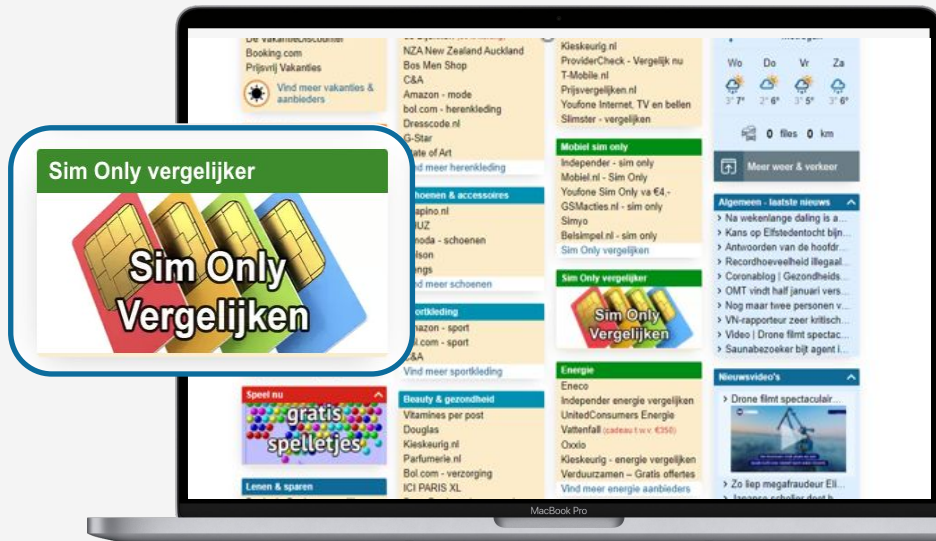 Sim Only vergelijker
Sim Only
Vergelijken
Booking.com
Prijsvrij Vakanties
Vind meer vakanties &
aanbieders
Speel nu
gratis
spelletjes
Lenen & sparen
NZA New Zealand Auckland
Bos Men Shop
C&A
Amazon - mode
bol.com - herenkleding
Dresscode.nl
G-Star
State of Art
meer herenkleding
& accessoires
- schoenen
meer schoenen
- sport
- sport
C&A
Vind meer sportkleding
Beauty & gezondheid
Vitamines per post
Douglas
Kieskeurig.nl
Parfumerie.nl
Bol.com - verzorging
ICI PARIS XL
Kieskeurig.nl
ProviderCheck - Vergelijk nu
T-Mobile.nl
Prijsvergelijken.nl
Youfone Internet, TV en bellen
Slimster - vergelijken
Mobiel sim only
Independer - sim only
Mobiel.nl - Sim Only
Youfone Sim Only va €4,-
GSMacties.nl - sim only
Simyo
Belsimpel.nl - sim only
Sim Only vergelijken
Sim Only vergelijker
Sim Only
Vergelijken
Energie
Eneco
Independer energie vergelijken
UnitedConsumers Energie
Vattenfall (cadeau t.w.v. €350)
Oxxio
Kieskeurig - energie vergelijken
Verduurzamen – Gratis offertes
Vind meer energie aanbieders
Wo Do Vr Za
3° 7° 2° 6° 3° 5° 3° 6°
0 files 0 km
Meer weer & verkeer
Algemeen - laatste nieuws
> Na wekenlange daling is a...
> Kans op Elfstedentocht bijn...
> Antwoorden van de hoofdr...
> Recordhoeveelheid illegaal...
> Coronablog | Gezondheids...
> OMT vindt half januari vers...
> Nog maar twee personen v...
> VN-rapporteur zeer kritisch...
> Video | Drone filmt spectac...
> Saunabezoeker bijt agent i...
Nieuwsvideo's
> Drone filmt spectaculair...
> Zo liep megafraudeur Eli...
MacBook Pro